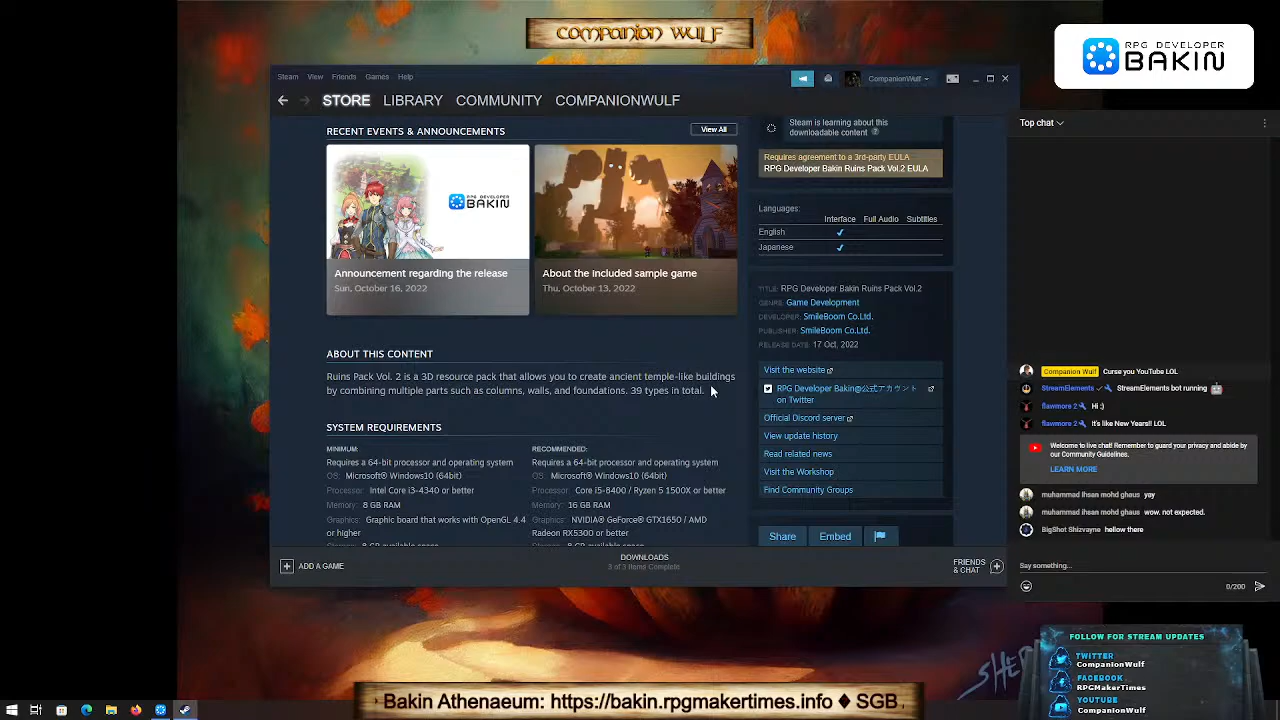 COMPANION WULF
RPG DEVELOPER
BAKIN
Steam View Friends Games Help
CompanionWulf
STORE LIBRARY COMMUNITY COMPANIONWULF
RECENT EVENTS & ANNOUNCEMENTS
View All
RPG DEVELOPER
BAKIN
Announcement regarding the release
Sun, October 16, 2022
About the included sample game
Thu, October 13, 2022
ABOUT THIS CONTENT
Ruins Pack Vol. 2 is a 3D resource pack that allows you to create ancient temple-like buildings
by combining multiple parts such as columns, walls, and foundations. 39 types in total.
SYSTEM REQUIREMENTS
MINIMUM:
Requires a 64-bit processor and operating system
OS: Microsoft® Windows10 (64bit)
Processor: Intel Core i3-4340 or better
Memory: 8 GB RAM
Graphics: Graphic board that works with OpenGL 4.4
or higher
RECOMMENDED:
Requires a 64-bit processor and operating system
OS: Microsoft® Windows10 (64bit)
Processor: Core i5-8400 / Ryzen 5 1500X or better
Memory: 16 GB RAM
Graphics: NVIDIA® GeForce® GTX1650 / AMD
Radeon RX5300 or better
Steam is learning about this
downloadable content
Requires agreement to a 3rd-party EULA
RPG Developer Bakin Ruins Pack Vol.2 EULA
Languages:
Interface Full Audio Subtitles
English
Japanese
TITLE: RPG Developer Bakin Ruins Pack Vol.2
GENRE: Game Development
DEVELOPER: SmileBoom Co.Ltd.
PUBLISHER: SmileBoom Co.Ltd.
RELEASE DATE: 17 Oct, 2022
Visit the website
RPG Developer Bakin@公式アカウント
on Twitter
Official Discord server
View update history
Read related news
Visit the Workshop
Find Community Groups
Share Embed
ADD A GAME
DOWNLOADS
3 of 3 Items Complete
FRIENDS
& CHAT
Top chat
Companion Wulf Curse you YouTube LOL
StreamElements StreamElements bot running
flawmore 2 Hi :)
flawmore 2 It's like New Years!! LOL
Welcome to live chat! Remember to guard your privacy and abide by
our Community Guidelines.
LEARN MORE
muhammad Ihsan mohd ghaus yay
muhammad Ihsan mohd ghaus wow. not expected.
BigShot Shizvayne hellow there
Say something...
0/200
FOLLOW FOR STREAM UPDATES
TWITTER
CompanionWulf
FACEBOOK
RPGMakerTimes
YOUTUBE
CompanionWulf
Bakin Athenaeum: https://bakin.rpgmakertimes.info ♦ SGB